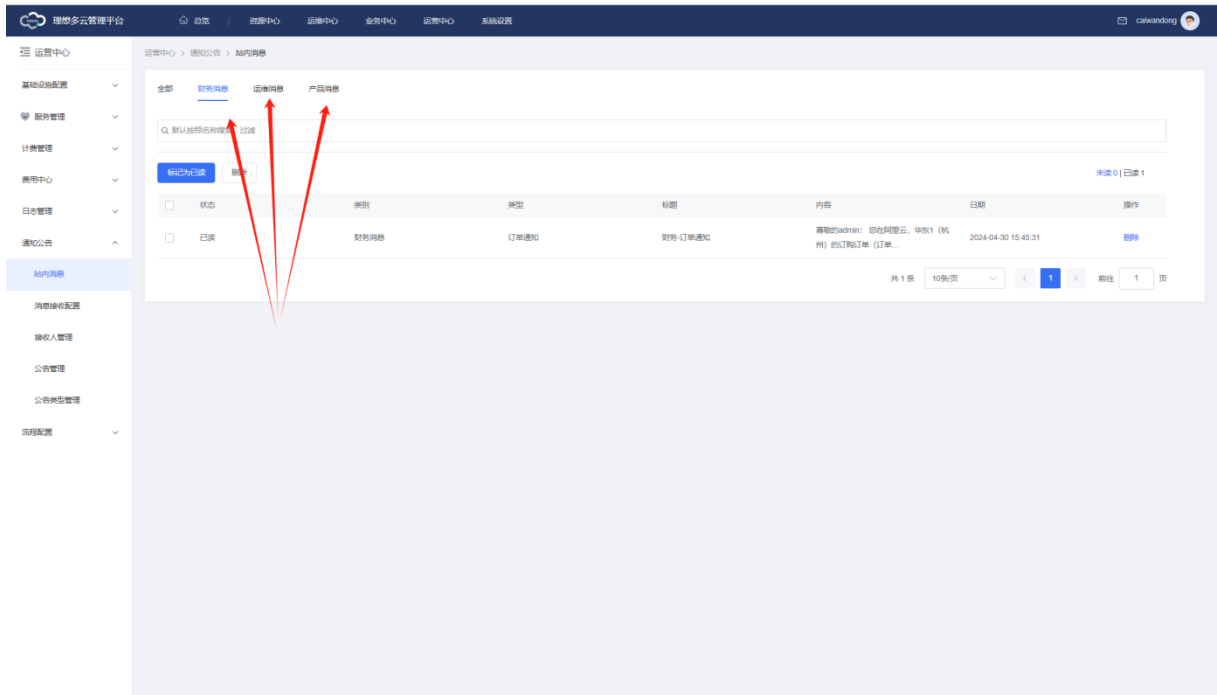 理想多云管理平台 总览 | 资源中心 运维中心 业务中心 运营中心 系统设置 caiwandong
运营中心
运营中心 > 通知公告 > 站内消息
基础设施配置
服务管理
计费管理
费用中心
日志管理
通知公告
站内消息
消息接收配置
接收人管理
公告管理
公告类型管理
流程配置
全部 财务消息 运维消息 产品消息
默认按照名称搜 过滤
标记为已读 删除 未读 0 | 已读 1
状态 类别 类型 标题 内容 日期 操作
已读 财务消息 订单通知 财务-订单通知 尊敬的admin： 您在阿里云，华东1（杭 2024-04-30 15:45:31 删除
州）的订购订单（订单...
共 1 条 10条/页 < 1 > 前往 1 页